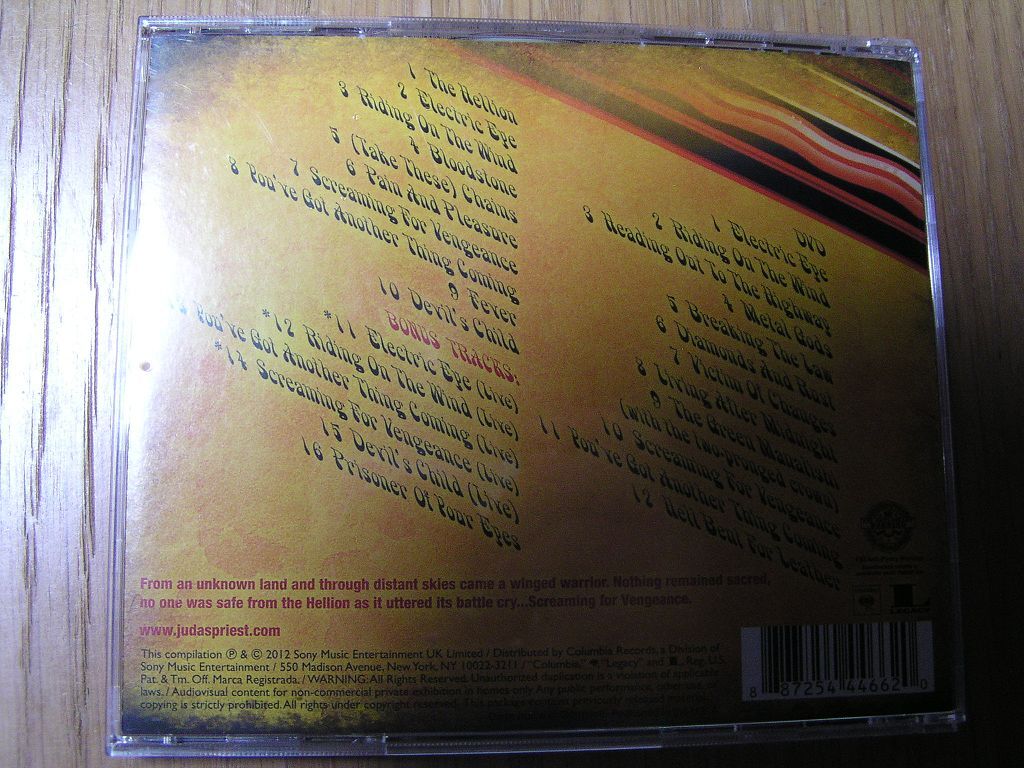 1 The Hellion
2 Electric Eye
3 Riding On The Wind
4 Bloodstone
5 (Take These) Chains
6 Pain And Pleasure
7 Screaming For Vengeance
8 You've Got Another Thing Coming
9 Fever
10 Devil's Child
BONUS TRACKS:
*11 Electric Eye (Live)
*12 Riding On The Wind (Live)
You've Got Another Thing Coming (Live)
*14 Screaming For Vengeance (Live)
15 Devil's Child (Live)
16 Prisoner Of Your Eyes
DVD
1 Electric Eye
2 Riding On The Wind
3 Heading Out To The Highway
4 Metal Gods
5 Breaking The Law
6 Diamonds And Rust
7 Victim Of Changes
8 Living After Midnight
9 The Green Manalishi
(with the two-pronged crown)
10 Screaming For Vengeance
11 You've Got Another Thing Coming
12 Hell Bent For Leather
From an unknown land and through distant skies came a winged warrior. Nothing remained sacred,
no one was safe from the Hellion as it uttered its battle cry...Screaming for Vengeance.
www.judaspriest.com
This compilation ℗ & © 2012 Sony Music Entertainment UK Limited / Distributed by Columbia Records, a Division of
Sony Music Entertainment / 550 Madison Avenue, New York, NY 10022-3211 / "Columbia," "Legacy" and Reg. U.S.
Pat. & Tm. Off. Marca Registrada. / WARNING: All Rights Reserved. Unauthorized duplication is a violation of applicable
laws. / Audiovisual content for non-commercial private exhibition in homes only. Any public performance, other use, or
copying is strictly prohibited. All rights under copyright reserved.
LEGACY
8 87254 44662 0